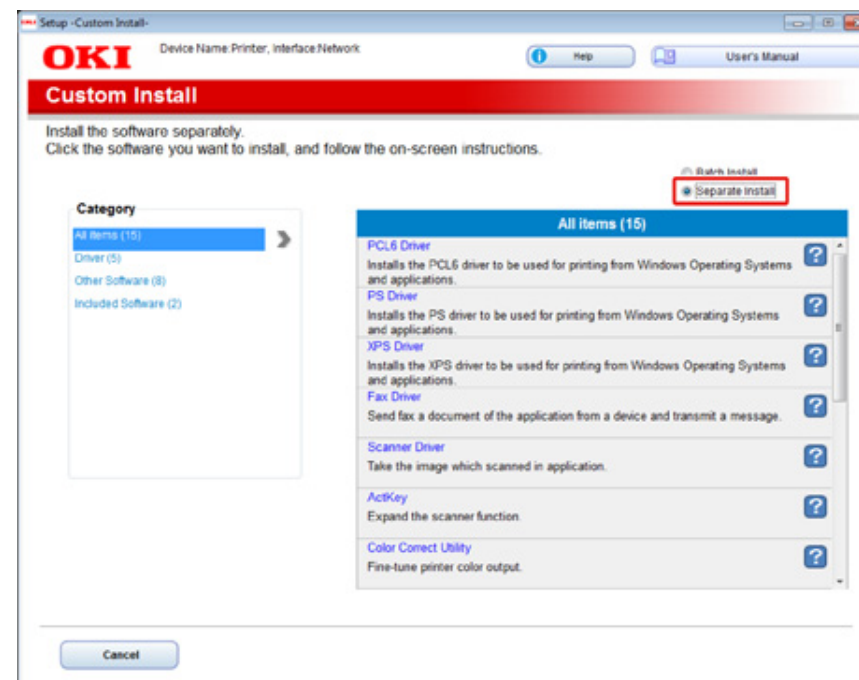 OKI Setup -Custom Install-
OKI
Device Name:Printer, Interface:Network
Help
User's Manual
Custom Install
Install the software separately.
Click the software you want to install, and follow the on-screen instructions.
Batch Install
Separate Install
Category
All items (15)
Driver (5)
Other Software (8)
Included Software (2)
All items (15)
PCL6 Driver
Installs the PCL6 driver to be used for printing from Windows Operating Systems
and applications.
PS Driver
Installs the PS driver to be used for printing from Windows Operating Systems
and applications.
XPS Driver
Installs the XPS driver to be used for printing from Windows Operating Systems
and applications.
Fax Driver
Send fax a document of the application from a device and transmit a message.
Scanner Driver
Take the image which scanned in application.
ActKey
Expand the scanner function.
Color Correct Utility
Fine-tune printer color output.
Cancel